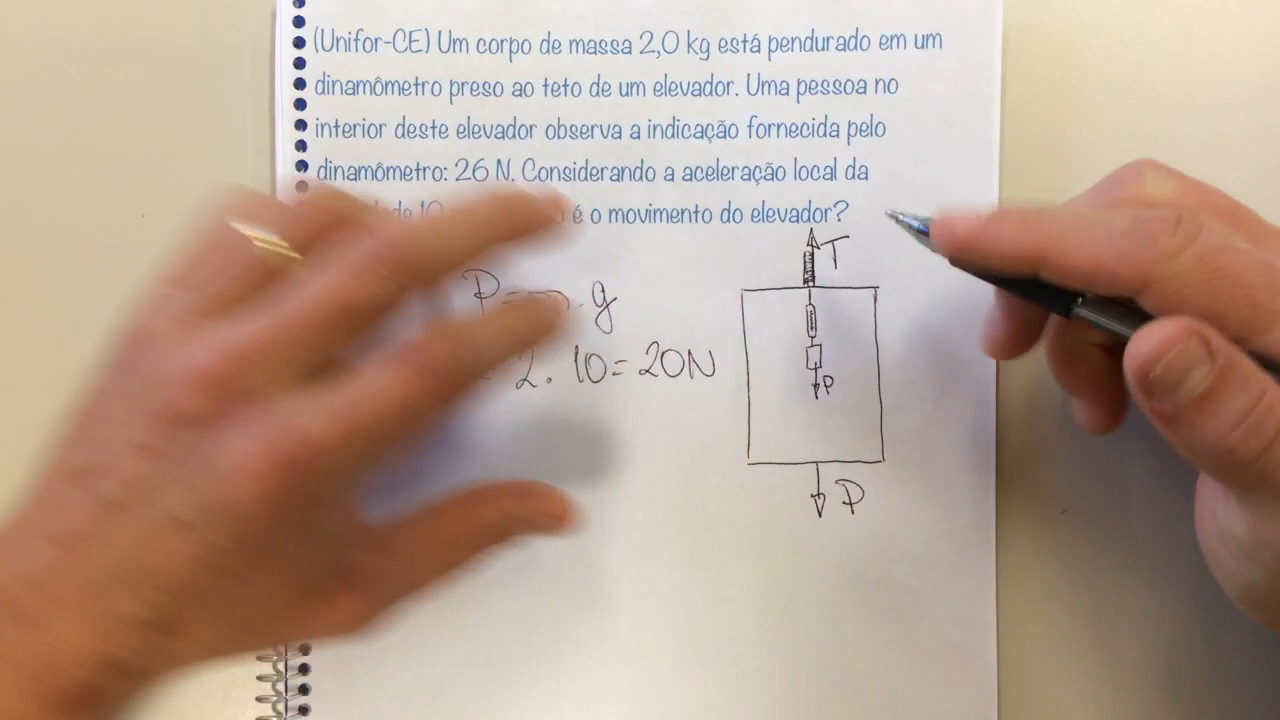 (Unifor-CE) Um corpo de massa 2,0 kg está pendurado em um
dinamômetro preso ao teto de um elevador. Uma pessoa no
interior deste elevador observa a indicação fornecida pelo
dinamômetro: 26 N. Considerando a aceleração local da
é o movimento do elevador?
T
P = m . g
2 . 10 = 20N
P
P